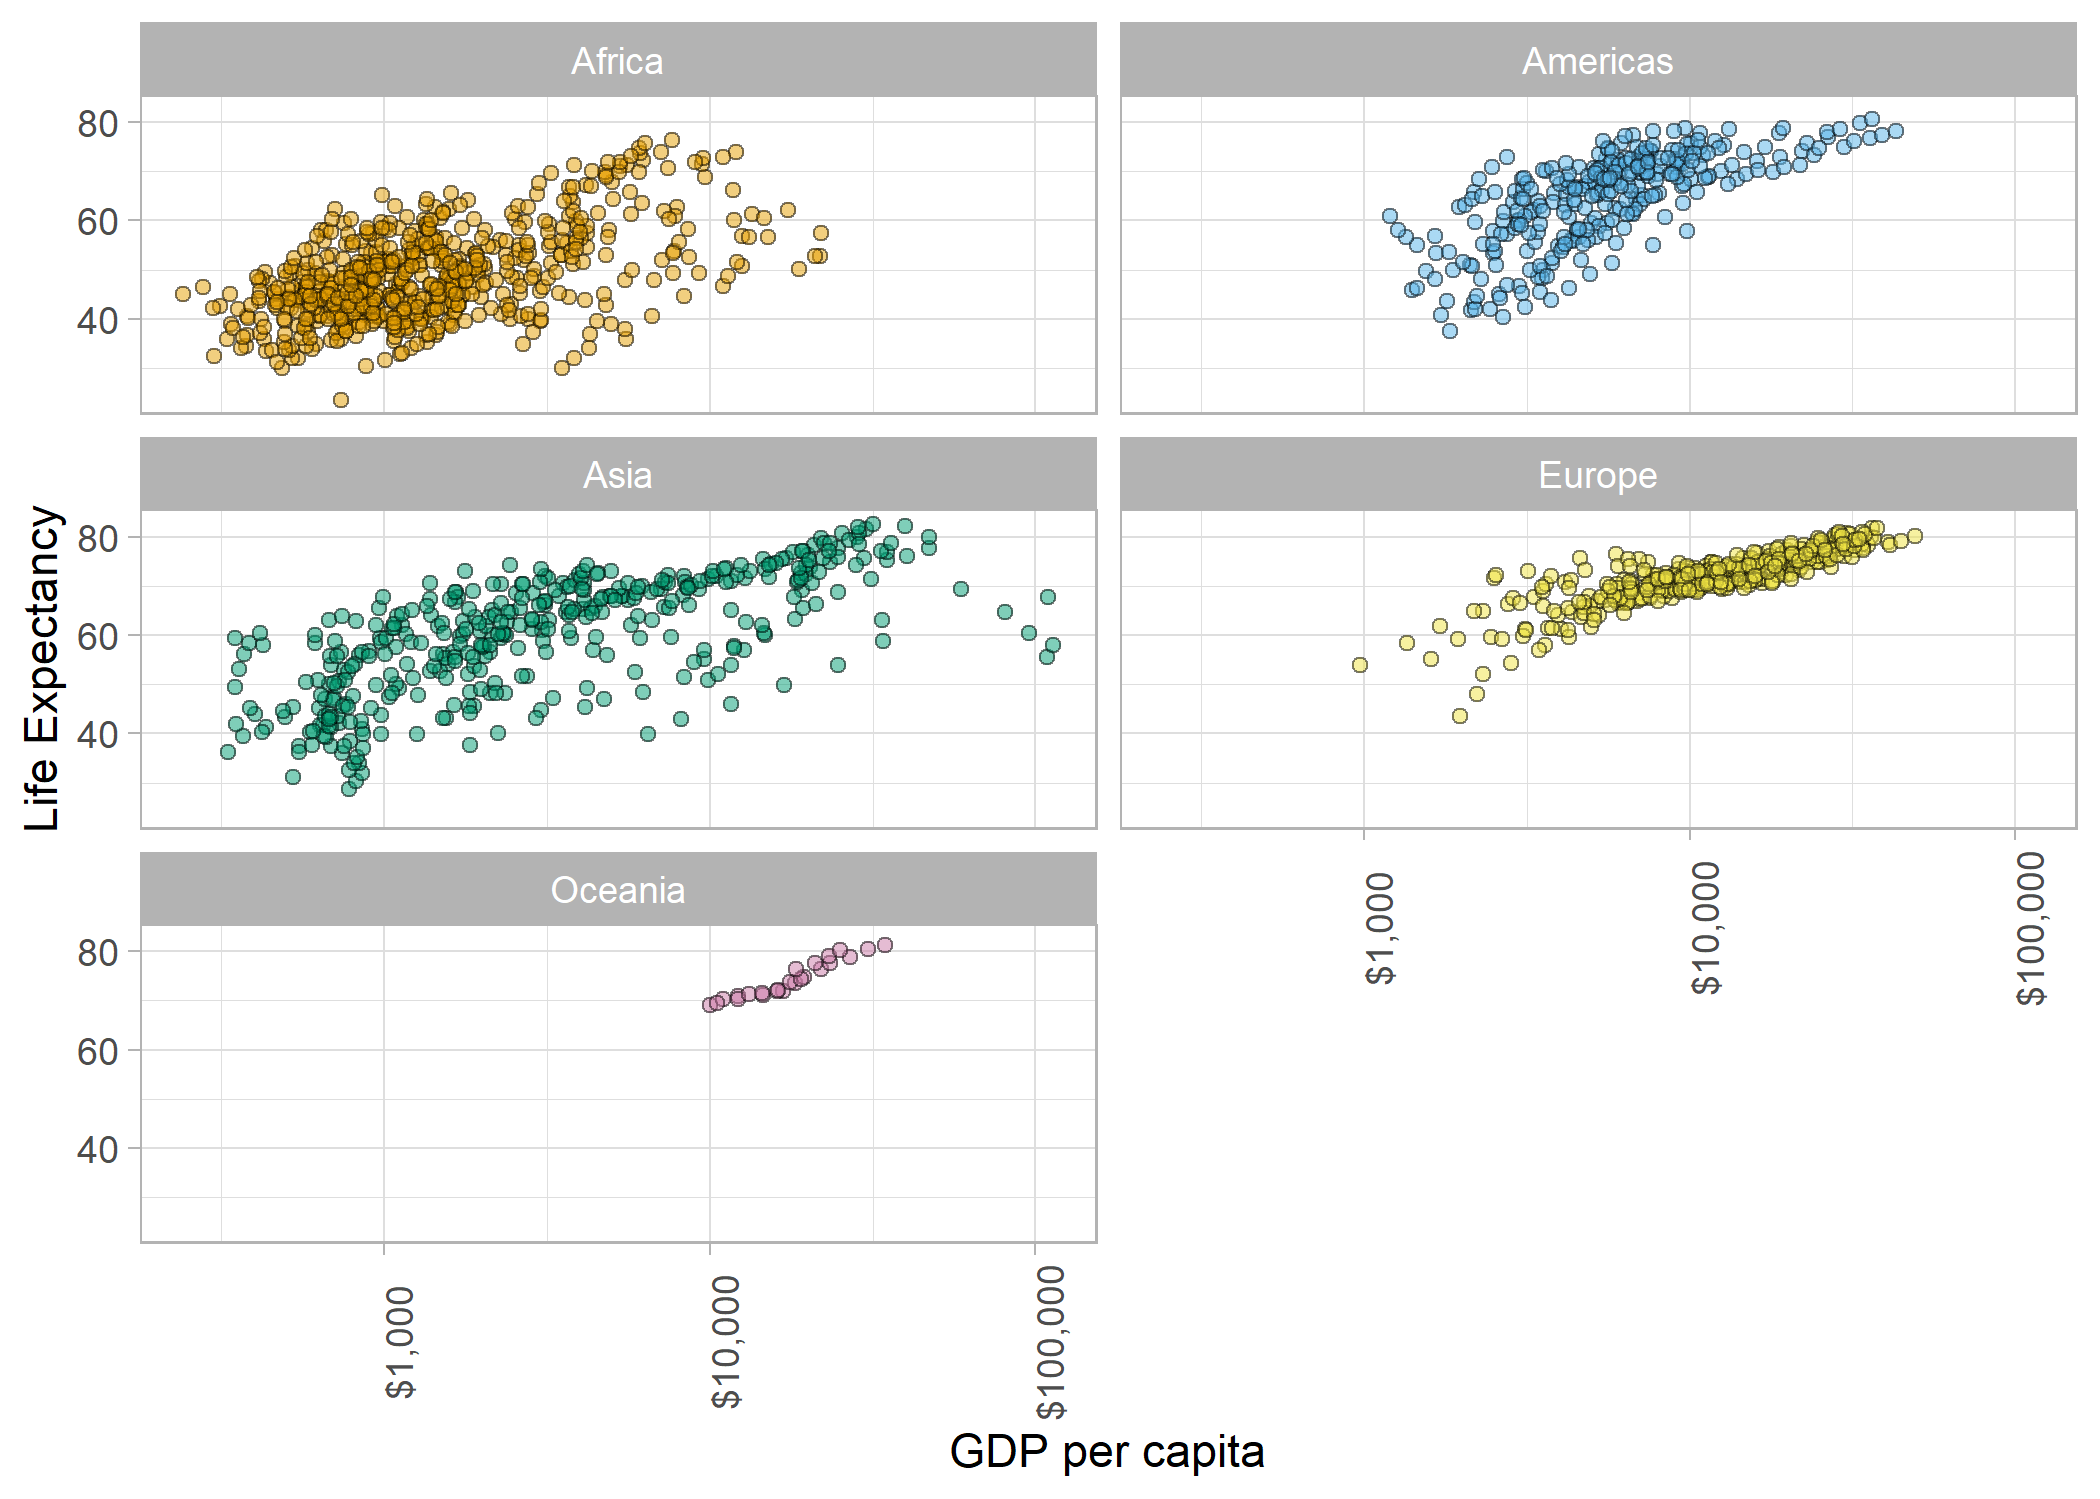 Africa
Americas
80
60
40
Asia
Europe
80
60
40
Life Expectancy
Oceania
$1,000
$10,000
$100,000
80
60
40
$1,000
$10,000
$100,000
GDP per capita